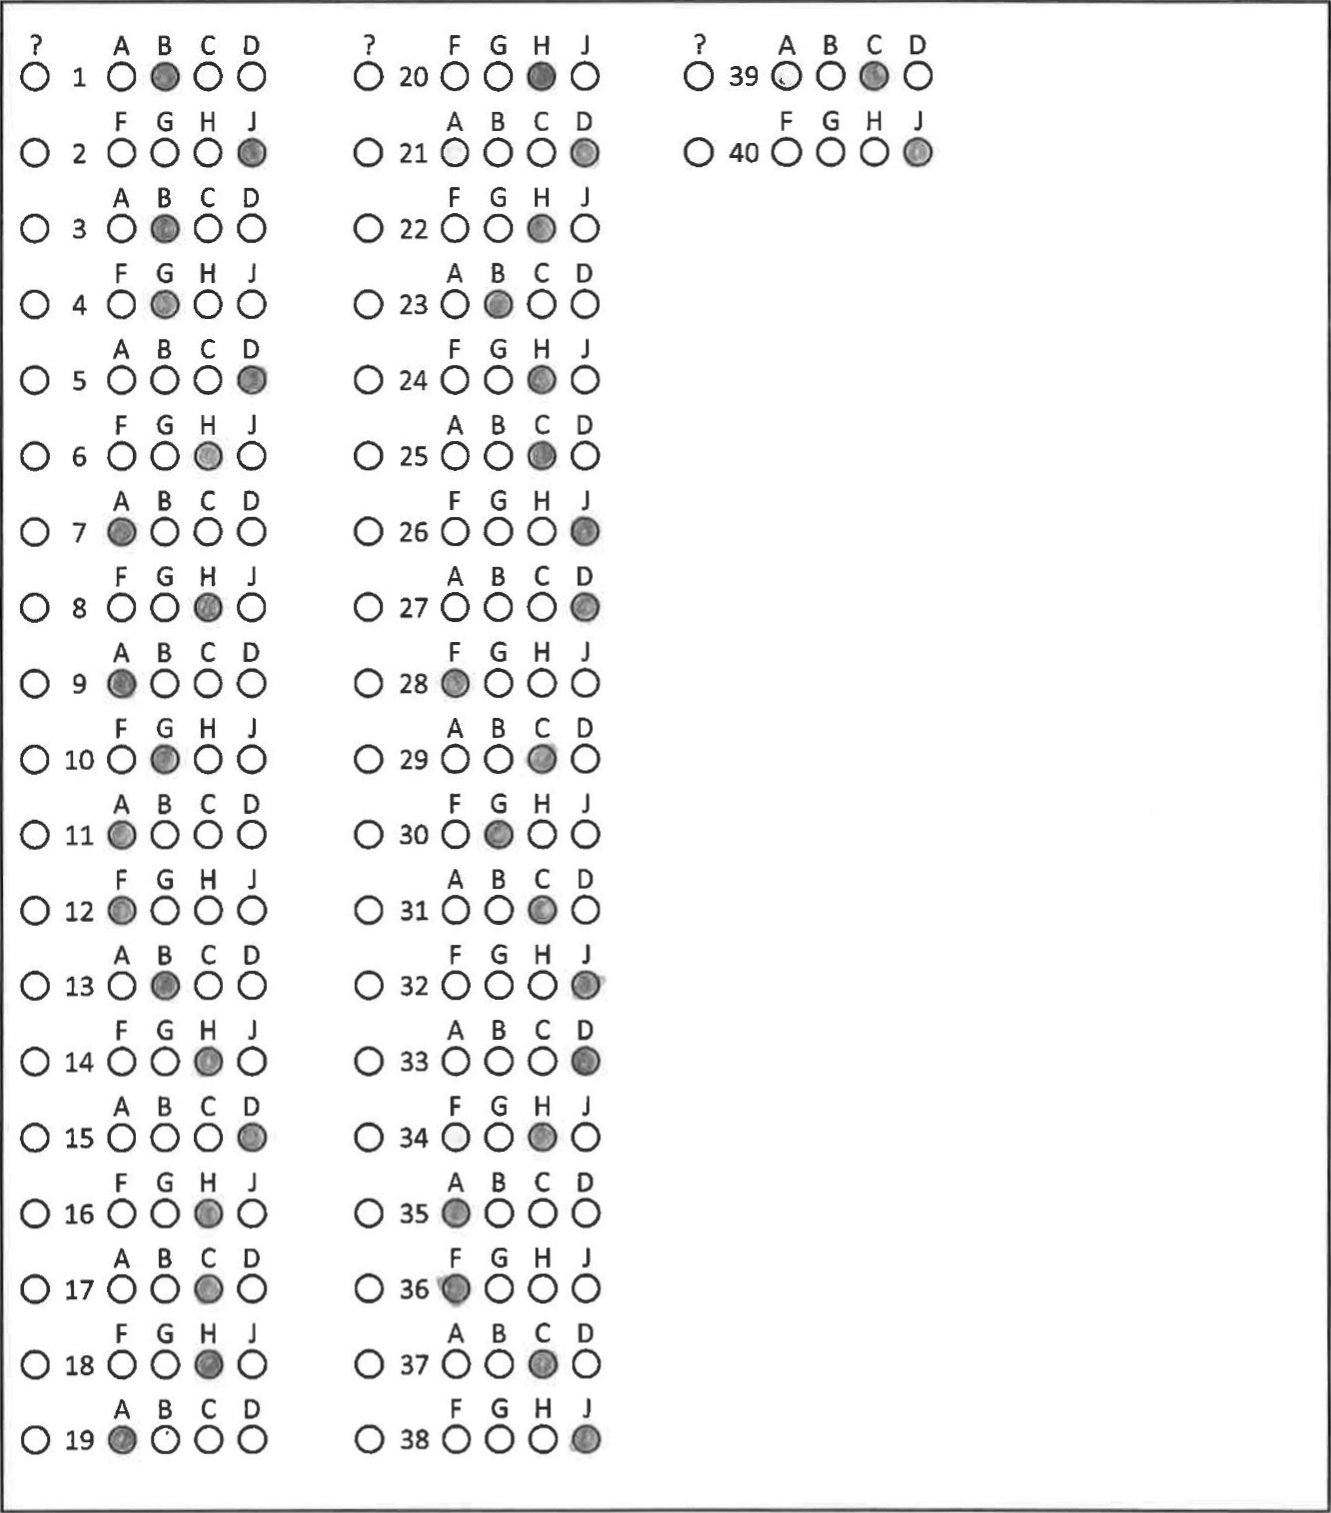 ? A B C D
1
F G H J
2
A B C D
3
F G H J
4
A B C D
5
F G H J
6
A B C D
7
F G H J
8
A B C D
9
F G H J
10
A B C D
11
F G H J
12
A B C D
13
F G H J
14
A B C D
15
F G H J
16
A B C D
17
F G H J
18
A B C D
19
? F G H J
20
A B C D
21
F G H J
22
A B C D
23
F G H J
24
A B C D
25
F G H J
26
A B C D
27
F G H J
28
A B C D
29
F G H J
30
A B C D
31
F G H J
32
A B C D
33
F G H J
34
A B C D
35
F G H J
36
A B C D
37
F G H J
38
? A B C D
39
F G H J
40